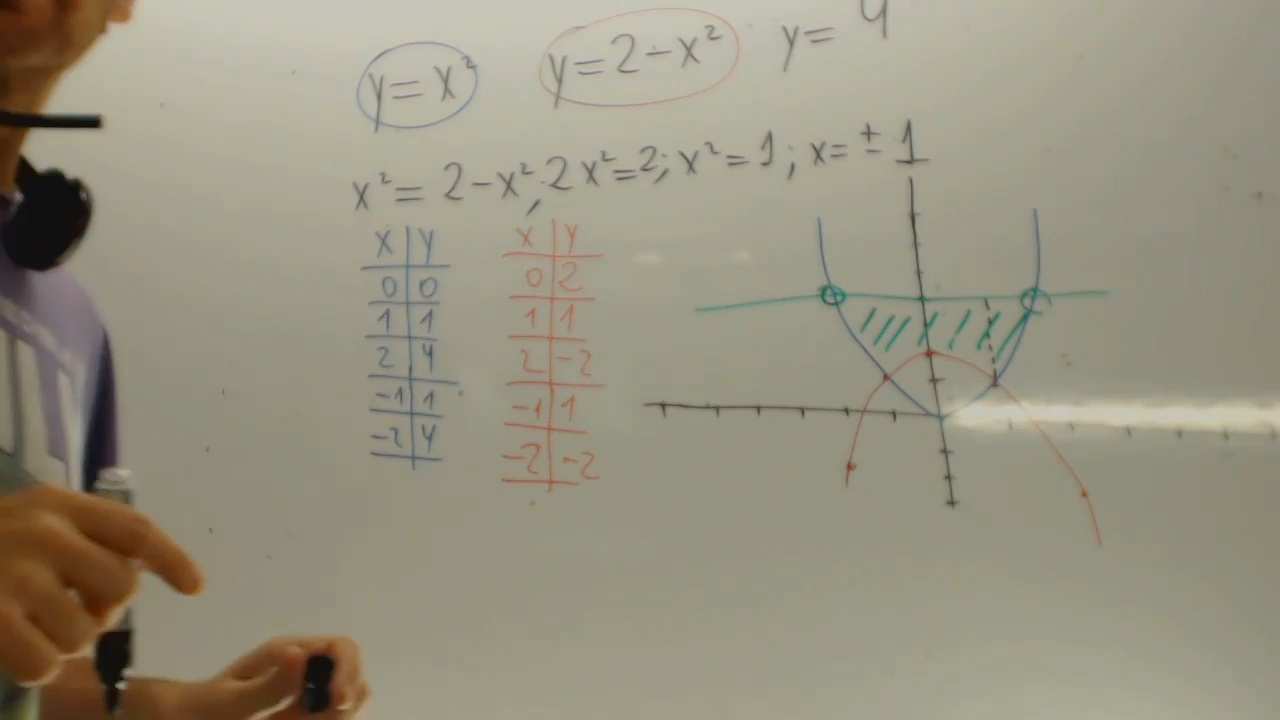 y=x² y=2-x² y=4
x²=2-x²; 2x²=2; x²=1; x=±1
x y x y
0 0 0 2
1 1 1 1
2 4 2 -2
-1 1 -1 1
-2 4 -2 -2